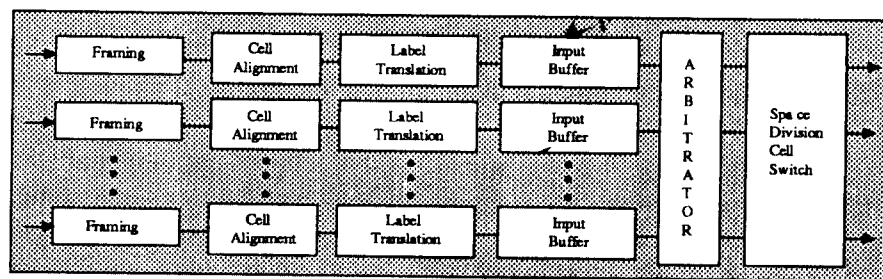 Framing
Cell
Alignment
Label
Translation
Input
Buffer
Framing
Cell
Alignment
Label
Translation
Input
Buffer
Framing
Cell
Alignment
Label
Translation
Input
Buffer
ARBITRATOR
Space
Division
Cell
Switch